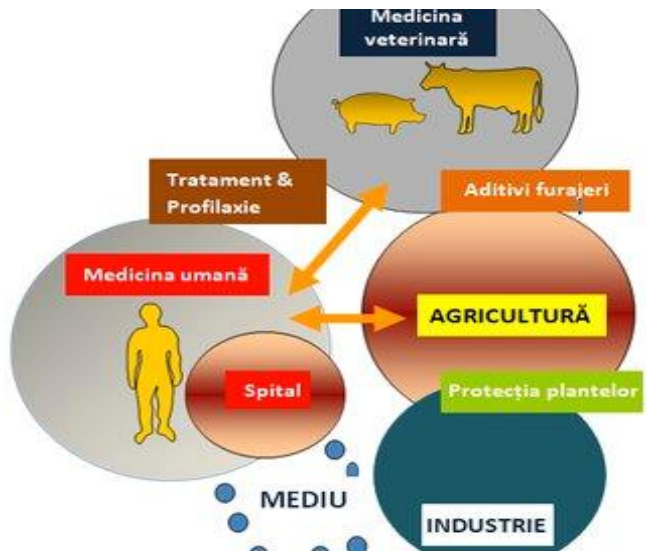 Medicina
veterinară
Tratament &
Profilaxie
Aditivi furajeri
Medicina umană
AGRICULTURĂ
Spital
Protecția plantelor
MEDIU
INDUSTRIE